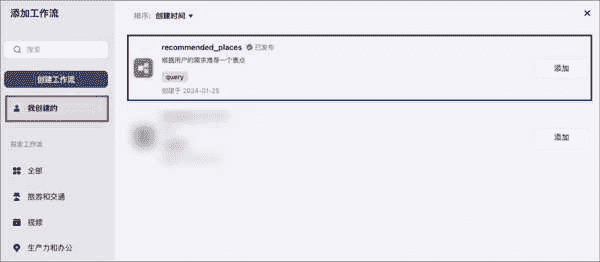 添加工作流
搜索
创建工作流
我创建的
探索工作流
全部
旅游和交通
视频
生产力和办公
排序: 创建时间
recommended_places 已发布
根据用户的需求推荐一个景点
query
创建于 2024-01-25
添加
添加